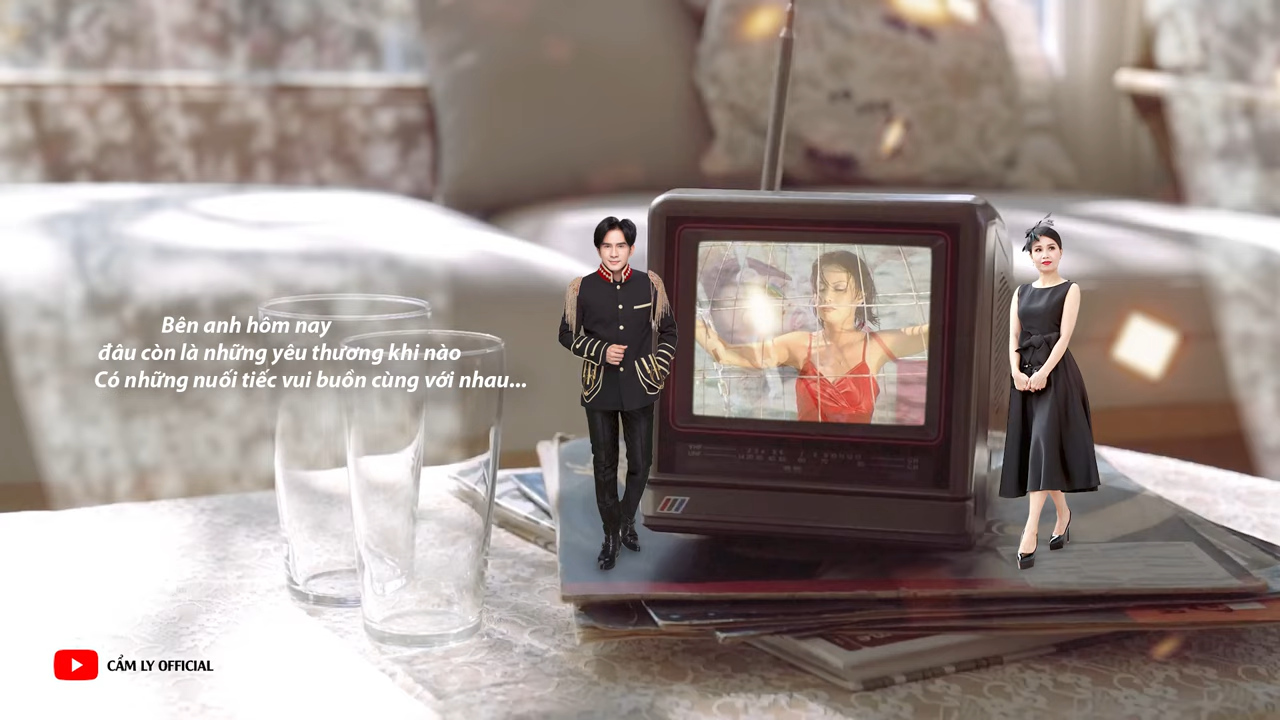 Bên anh hôm nay
đâu còn là những yêu thương khi nào
Có những nuối tiếc vui buồn cùng với nhau...
CẨM LY OFFICIAL